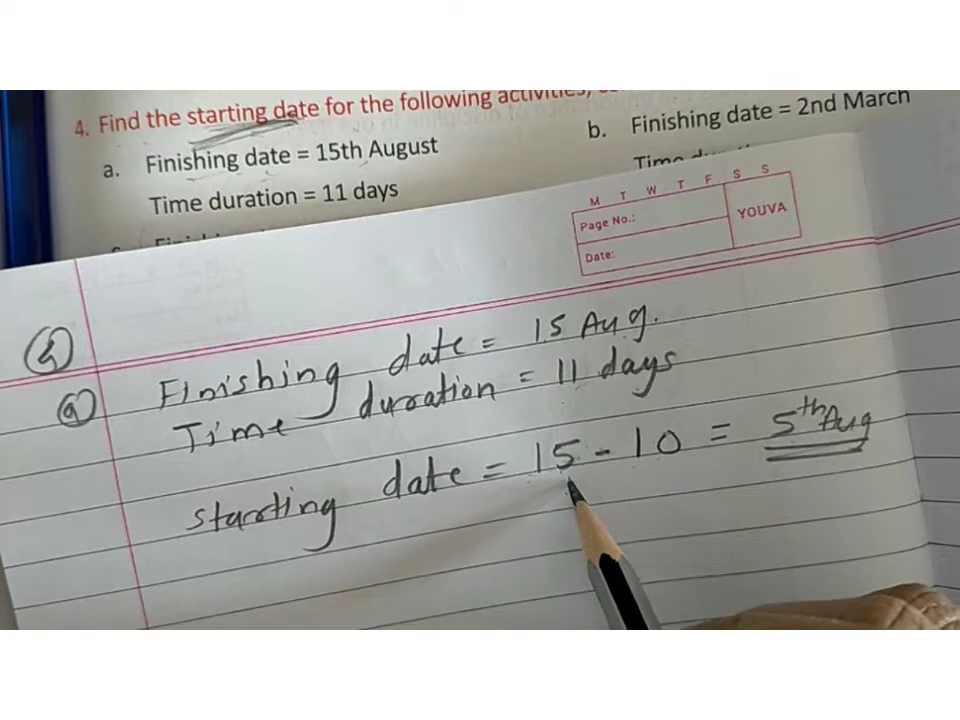 4. Find the starting date for the following activities,
a. Finishing date = 15th August
Time duration = 11 days
b. Finishing date = 2nd March
Time
M T W T F S S
Page No.:
Date:
YOUVA
4
a Finishing date = 15 Aug.
Time duration = 11 days
starting date = 15 - 10 = 5th Aug